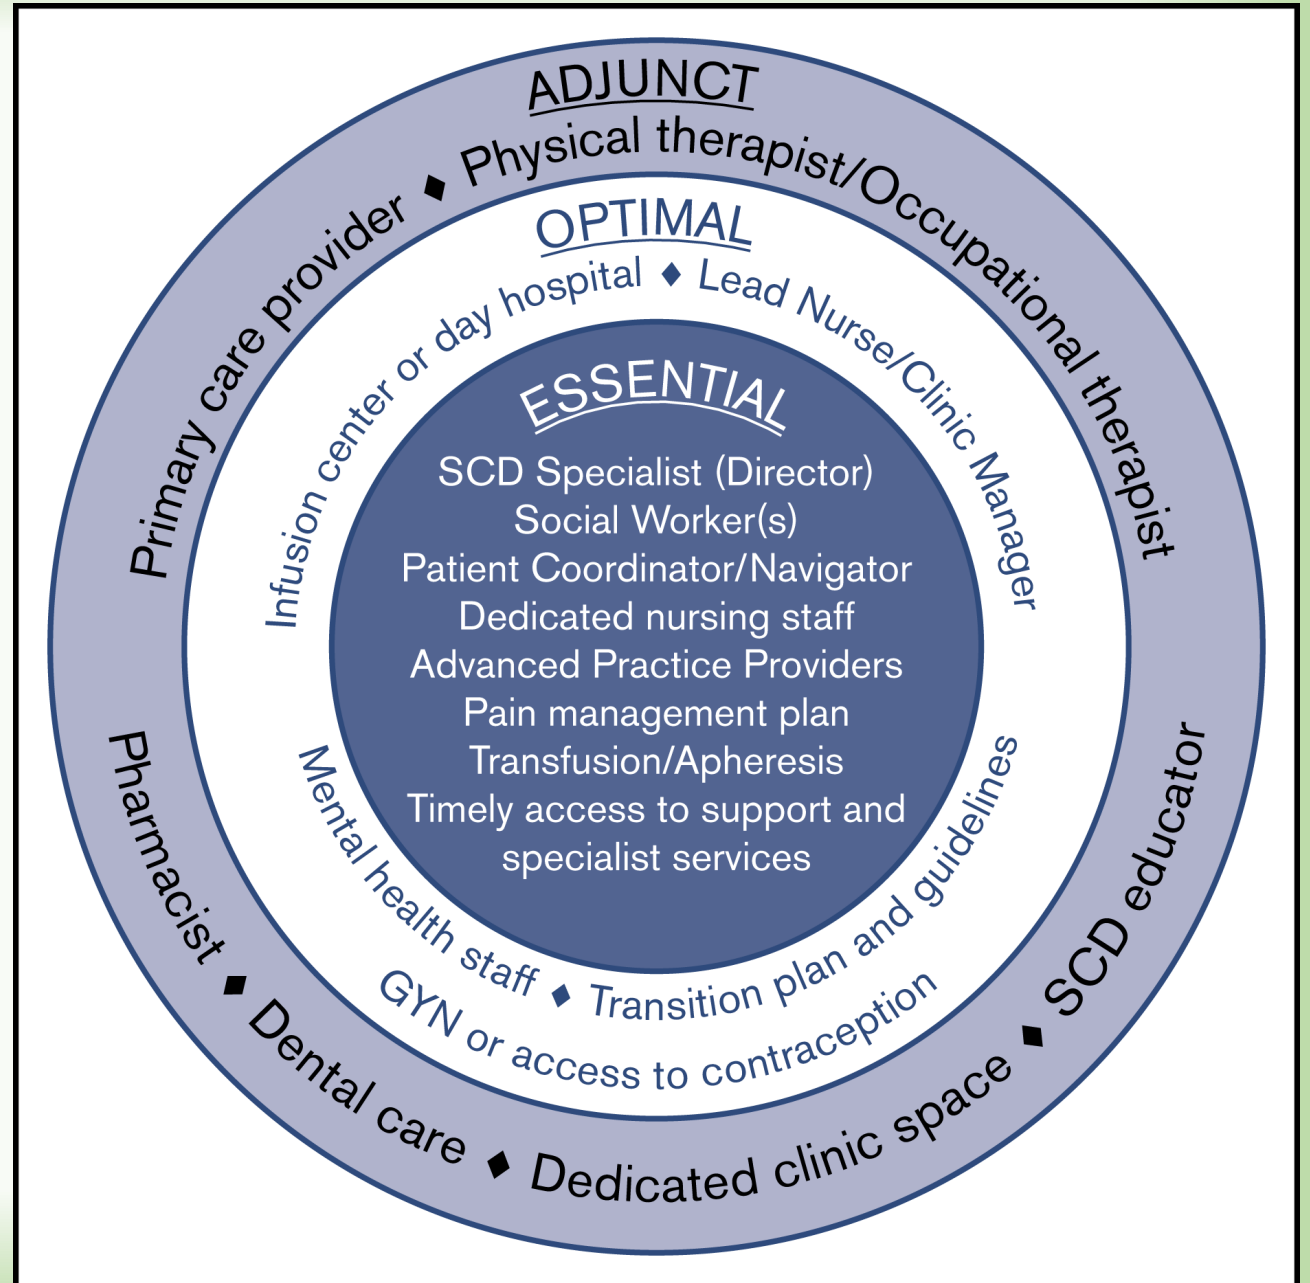 ADJUNCT
Primary care provider ♦ Physical therapist/Occupational therapist
OPTIMAL
Infusion center or day hospital ♦ Lead Nurse/Clinic Manager
ESSENTIAL
SCD Specialist (Director)
Social Worker(s)
Patient Coordinator/Navigator
Dedicated nursing staff
Advanced Practice Providers
Pain management plan
Transfusion/Apheresis
Timely access to support and
specialist services
Mental health staff ♦ Transition plan and guidelines
GYN or access to contraception
Pharmacist ♦ Dental care ♦ Dedicated clinic space ♦ SCD educator